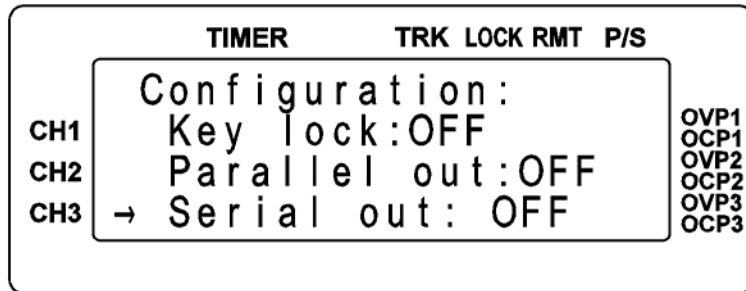 TIMER TRK LOCK RMT P/S
Configuration:
CH1 Key lock:OFF OVP1
OCP1
CH2 Parallel out:OFF OVP2
OCP2
CH3 → Serial out: OFF OVP3
OCP3